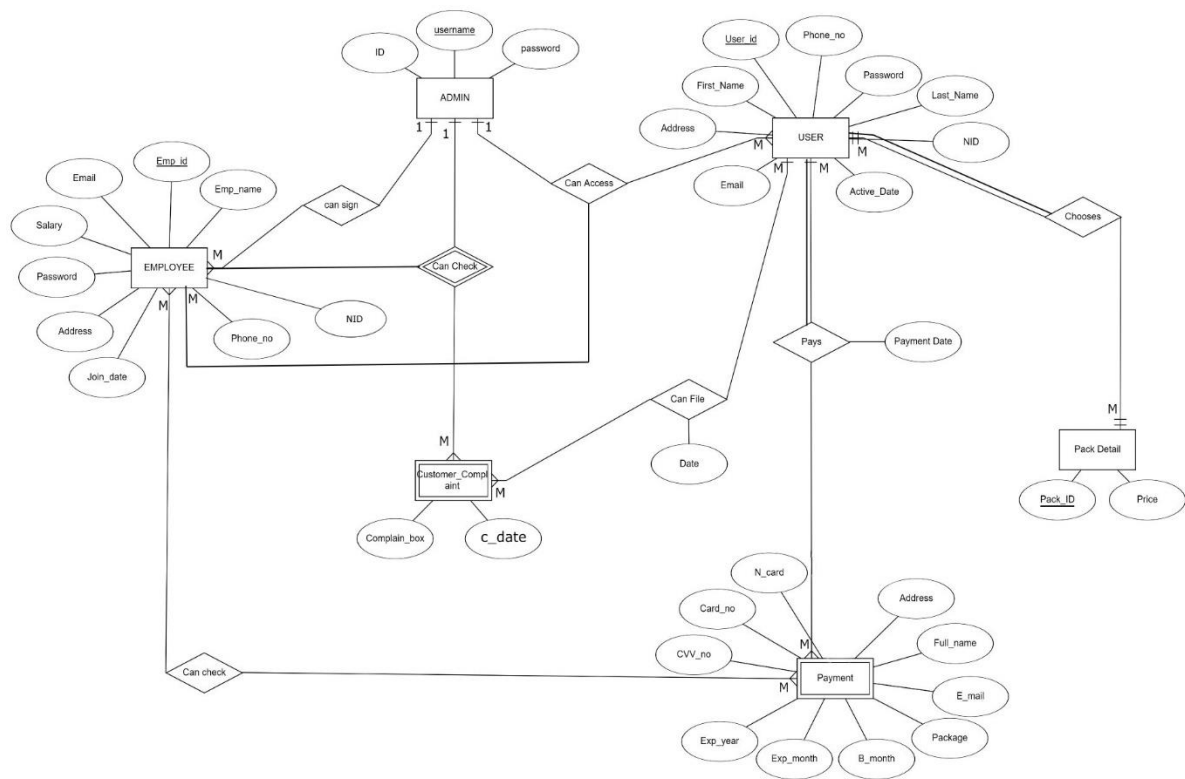 username
ID
password
ADMIN
1
1
1
User_id
Phone_no
First_Name
Password
Last_Name
Address
USER
NID
M
M
M
M
Email
Active_Date
Can Access
Chooses
Emp_id
Email
Emp_name
can sign
Salary
M
EMPLOYEE
Can Check
Password
M
M
NID
Address
Phone_no
Join_date
Pays
Payment Date
Can File
Date
M
Pack Detail
Pack_ID
Price
M
Customer_Compl
aint
M
Complain_box
c_date
N_card
Card_no
Address
CVV_no
M
Full_name
Can check
Payment
M
E_mail
Exp_year
Package
Exp_month
B_month